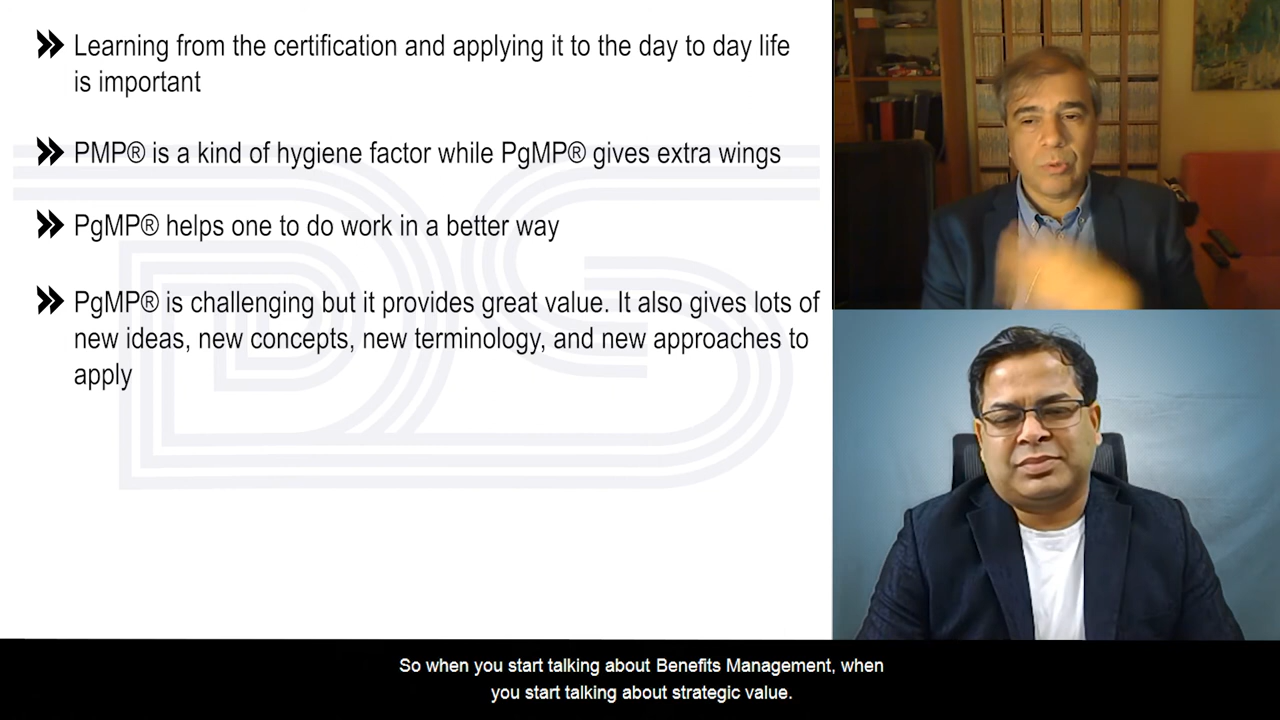 Learning from the certification and applying it to the day to day life
is important
PMP® is a kind of hygiene factor while PgMP® gives extra wings
PgMP® helps one to do work in a better way
PgMP® is challenging but it provides great value. It also gives lots of
new ideas, new concepts, new terminology, and new approaches to
apply
So when you start talking about Benefits Management, when
you start talking about strategic value.